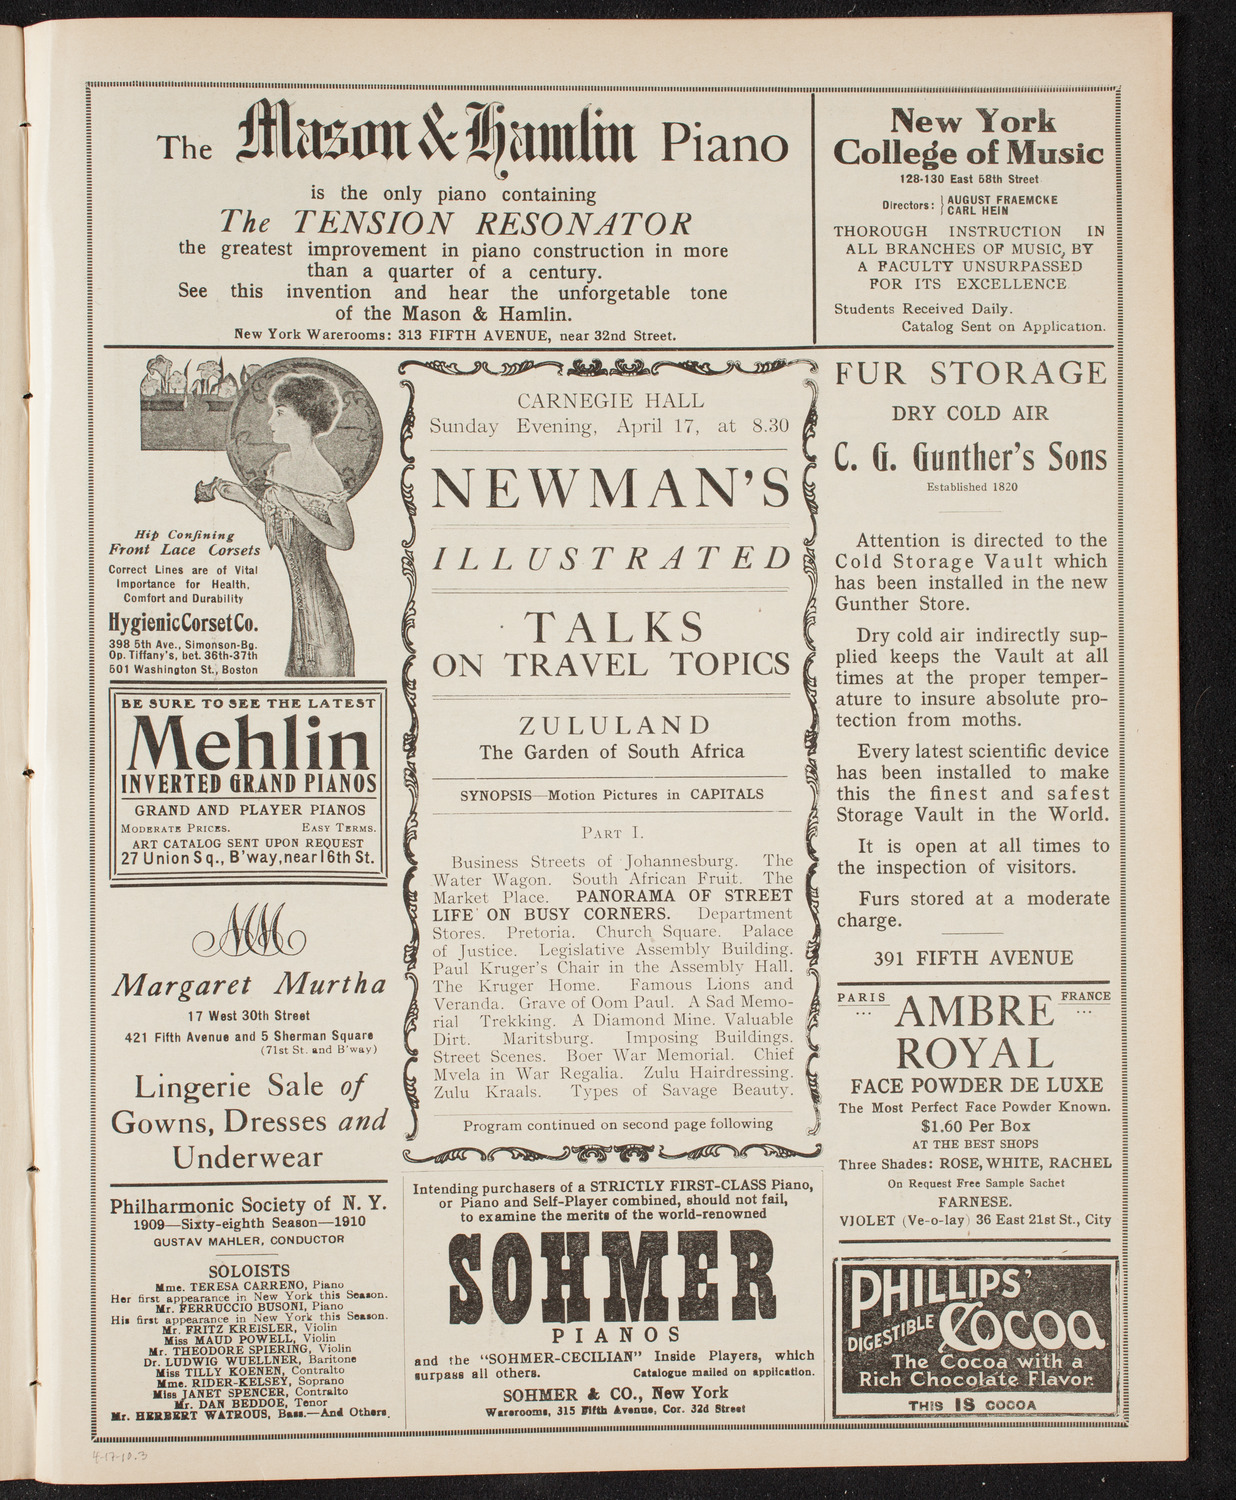 The Mason & Hamlin Piano
is the only piano containing
The TENSION RESONATOR
the greatest improvement in piano construction in more
than a quarter of a century.
See this invention and hear the unforgetable tone
of the Mason & Hamlin.
New York Warerooms: 313 FIFTH AVENUE, near 32nd Street.
New York
College of Music
128-130 East 58th Street
Directors: } AUGUST FRAEMCKE
CARL HEIN
THOROUGH INSTRUCTION IN
ALL BRANCHES OF MUSIC, BY
A FACULTY UNSURPASSED
FOR ITS EXCELLENCE
Students Received Daily.
Catalog Sent on Application.
Hip Confining
Front Lace Corsets
Correct Lines are of Vital
Importance for Health,
Comfort and Durability
Hygienic Corset Co.
398 5th Ave., Simonson-Bg.
Op. Tiffany's, bet. 36th-37th
501 Washington St., Boston
BE SURE TO SEE THE LATEST
Mehlin
INVERTED GRAND PIANOS
GRAND AND PLAYER PIANOS
MODERATE PRICES. EASY TERMS.
ART CATALOG SENT UPON REQUEST
27 Union Sq., B'way, near 16th St.
MM
Margaret Murtha
17 West 30th Street
421 Fifth Avenue and 5 Sherman Square
(71st St. and B'way)
Lingerie Sale of
Gowns, Dresses and
Underwear
Philharmonic Society of N. Y.
1909—Sixty-eighth Season—1910
GUSTAV MAHLER, CONDUCTOR
SOLOISTS
Mme. TERESA CARRENO, Piano
Her first appearance in New York this Season.
Mr. FERRUCCIO BUSONI, Piano
His first appearance in New York this Season.
Mr. FRITZ KREISLER, Violin
Miss MAUD POWELL, Violin
Mr. THEODORE SPIERING, Violin
Dr. LUDWIG WUELLNER, Baritone
Miss TILLY KOENEN, Contralto
Mme. RIDER-KELSEY, Soprano
Miss JANET SPENCER, Contralto
Mr. DAN BEDDOE, Tenor
Mr. HERBERT WATROUS, Bass.—And Others.
CARNEGIE HALL
Sunday Evening, April 17, at 8.30
NEWMAN'S
ILLUSTRATED
TALKS
ON TRAVEL TOPICS
ZULULAND
The Garden of South Africa
SYNOPSIS—Motion Pictures in CAPITALS
PART I.
Business Streets of Johannesburg. The
Water Wagon. South African Fruit. The
Market Place. PANORAMA OF STREET
LIFE ON BUSY CORNERS. Department
Stores. Pretoria. Church Square. Palace
of Justice. Legislative Assembly Building.
Paul Kruger's Chair in the Assembly Hall.
The Kruger Home. Famous Lions and
Veranda. Grave of Oom Paul. A Sad Memo-
rial Trekking. A Diamond Mine. Valuable
Dirt. Maritsburg. Imposing Buildings.
Street Scenes. Boer War Memorial. Chief
Mvela in War Regalia. Zulu Hairdressing.
Zulu Kraals. Types of Savage Beauty.
Program continued on second page following
Intending purchasers of a STRICTLY FIRST-CLASS Piano,
or Piano and Self-Player combined, should not fail,
to examine the merits of the world-renowned
SOHMER
PIANOS
and the "SOHMER-CECILIAN" Inside Players, which
surpass all others. Catalogue mailed on application.
SOHMER & CO., New York
Warerooms, 315 Fifth Avenue, Cor. 32d Street
FUR STORAGE
DRY COLD AIR
C. G. Gunther's Sons
Established 1820
Attention is directed to the
Cold Storage Vault which
has been installed in the new
Gunther Store.
Dry cold air indirectly sup-
plied keeps the Vault at all
times at the proper temper-
ature to insure absolute pro-
tection from moths.
Every latest scientific device
has been installed to make
this the finest and safest
Storage Vault in the World.
It is open at all times to
the inspection of visitors.
Furs stored at a moderate
charge.
391 FIFTH AVENUE
PARIS ... AMBRE FRANCE ...
ROYAL
FACE POWDER DE LUXE
The Most Perfect Face Powder Known.
$1.60 Per Box
AT THE BEST SHOPS
Three Shades: ROSE, WHITE, RACHEL
On Request Free Sample Sachet
FARNESE.
VIOLET (Ve-o-lay) 36 East 21st St., City
PHILLIPS'
DIGESTIBLE COCOA
The Cocoa with a
Rich Chocolate Flavor.
THIS IS COCOA
4-17-10.3